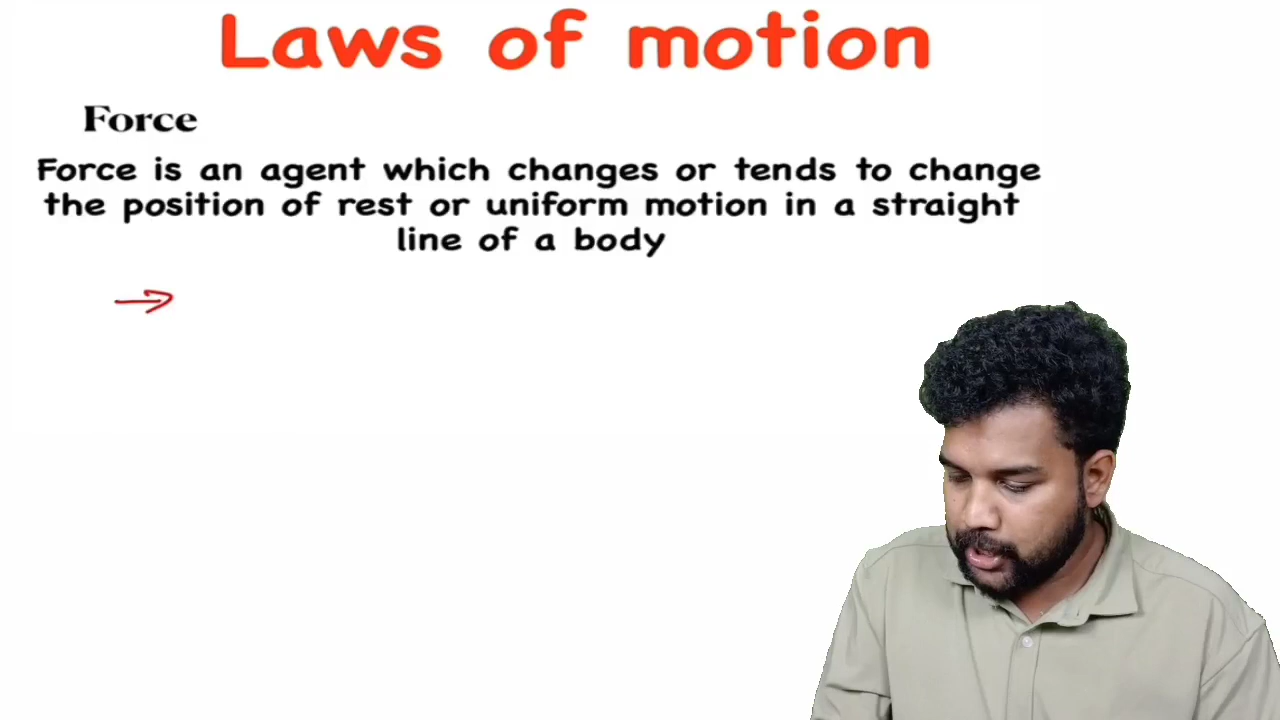 Laws of motion
Force
Force is an agent which changes or tends to change
the position of rest or uniform motion in a straight
line of a body